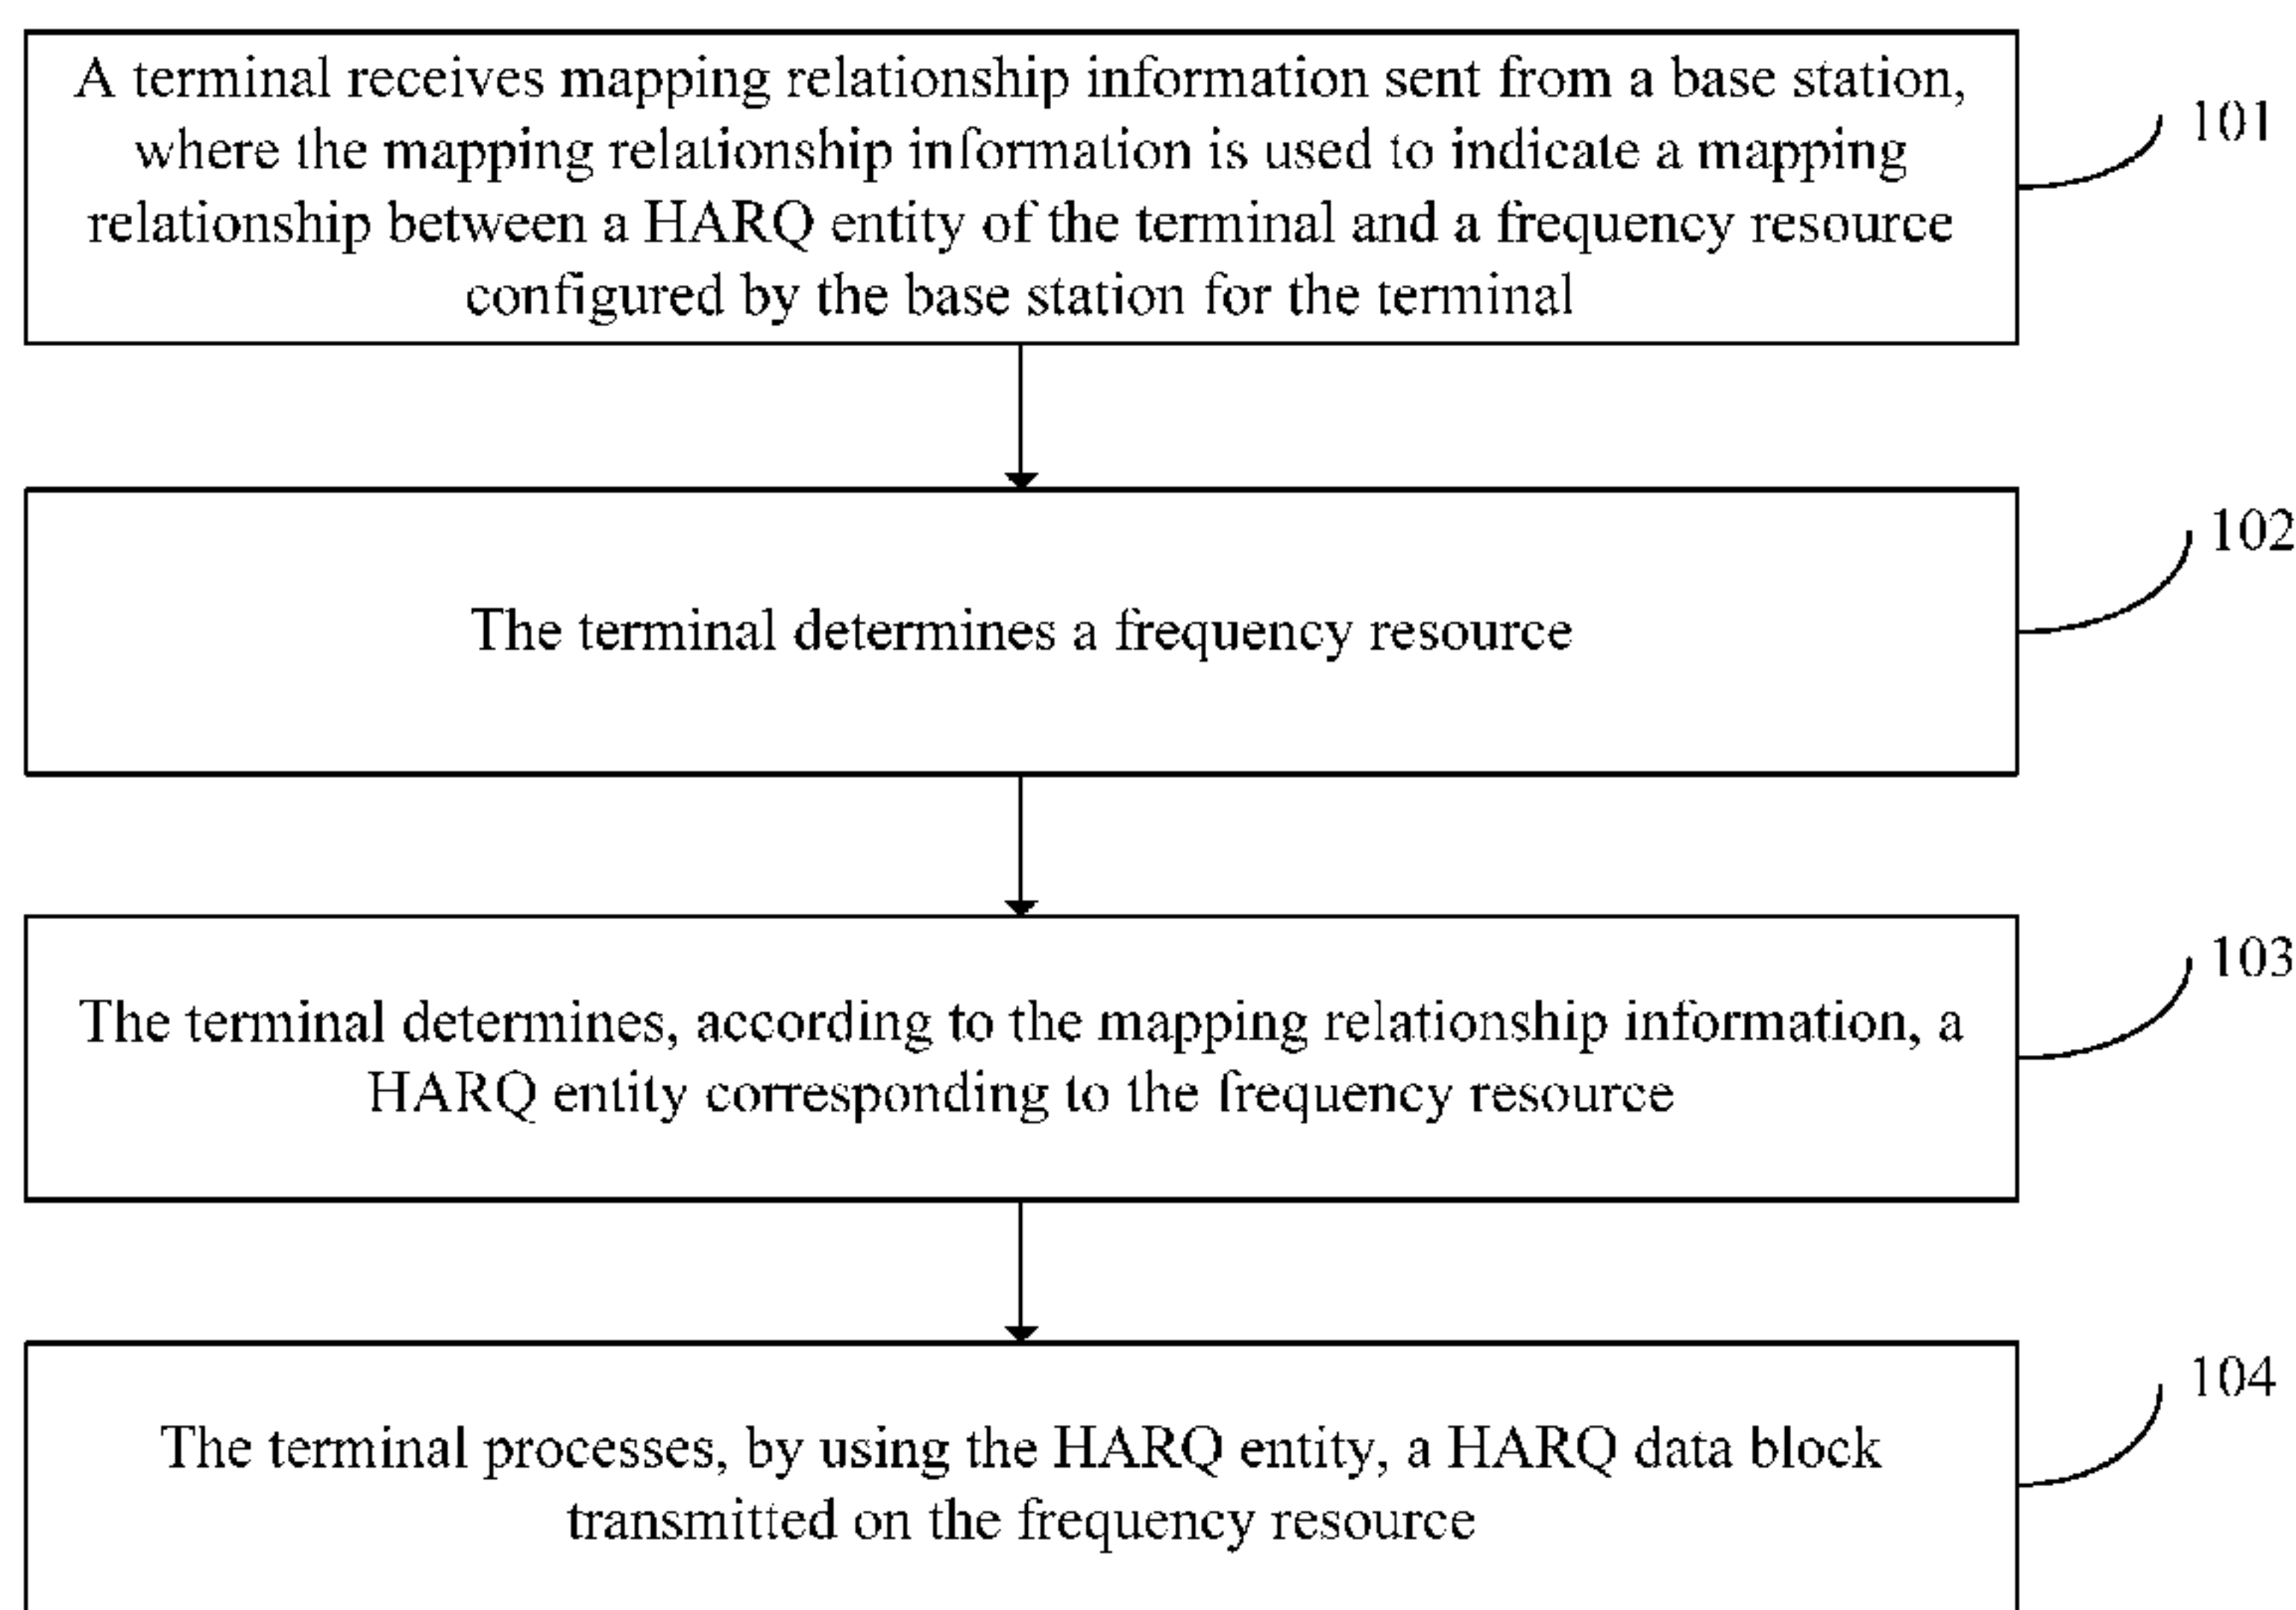 A terminal receives mapping relationship information sent from a base station,
where the mapping relationship information is used to indicate a mapping
relationship between a HARQ entity of the terminal and a frequency resource
configured by the base station for the terminal
101
The terminal determines a frequency resource
102
The terminal determines, according to the mapping relationship information, a
HARQ entity corresponding to the frequency resource
103
The terminal processes, by using the HARQ entity, a HARQ data block
transmitted on the frequency resource
104